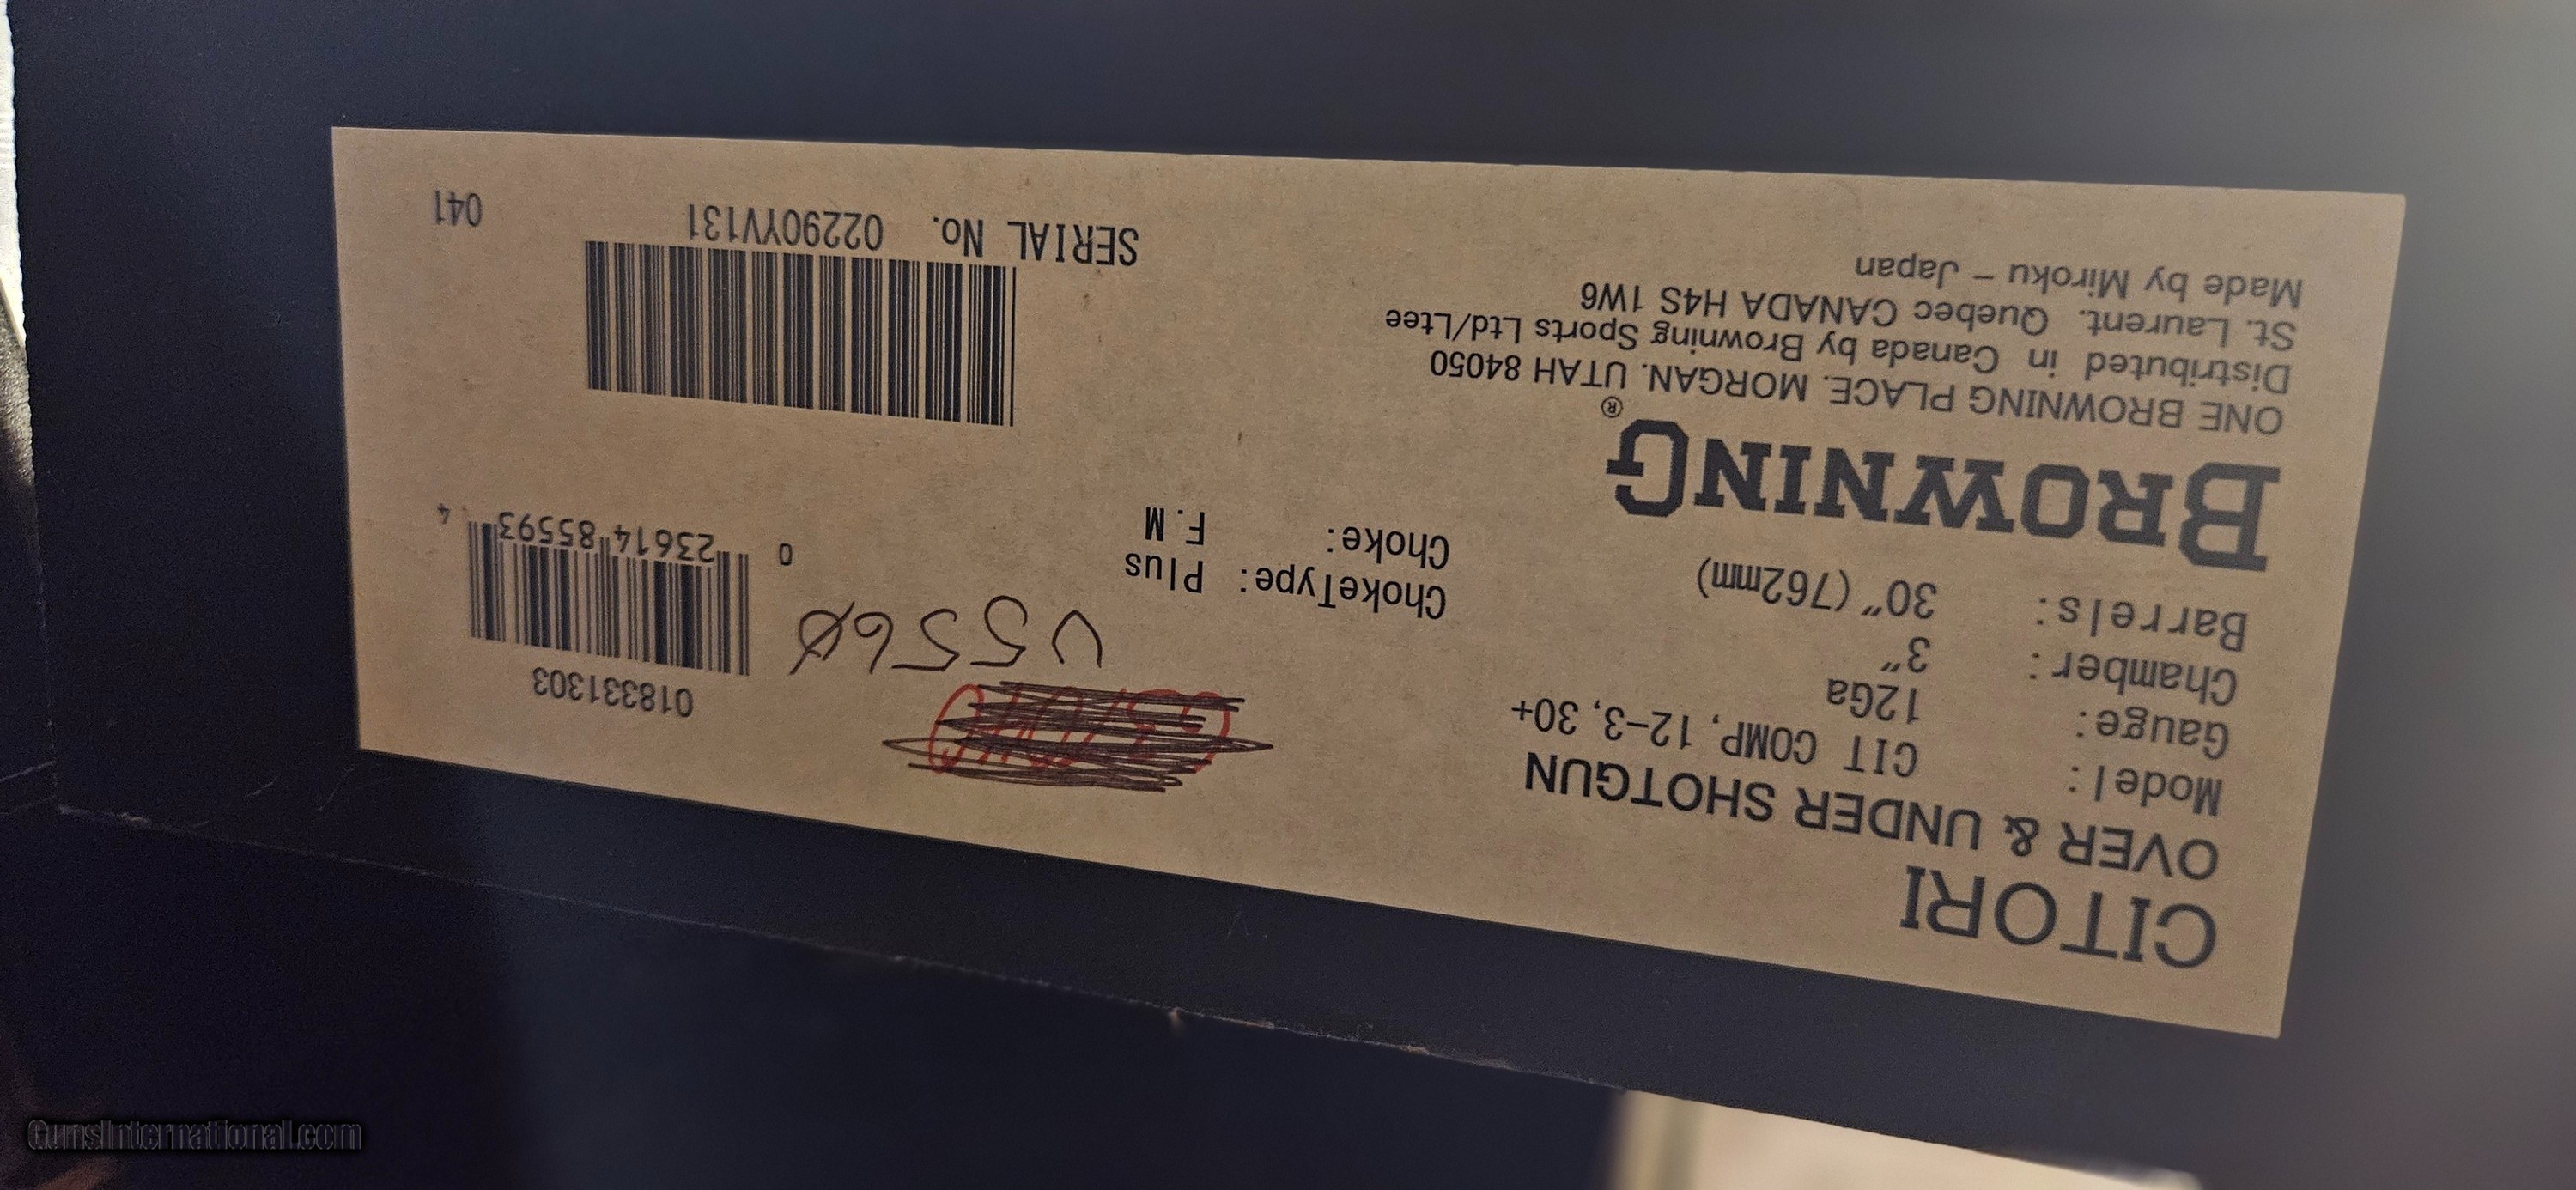 CITORI
OVER & UNDER SHOTGUN
Model: CIT COMP, 12-3, 30+
Gauge: 12Ga
Chamber: 3"
Barrels: 30" (762mm)
BROWNING®
ONE BROWNING PLACE. MORGAN. UTAH 84050
Distributed in Canada by Browning Sports Ltd/Ltee
St. Laurent. Quebec CANADA H4S 1W6
Made by Miroku - Japan
U5560
ChokeType: Plus
Choke: F.M
018331303
0 23614 85593 4
SERIAL No. 02290YV131
041
GunsInternational.com